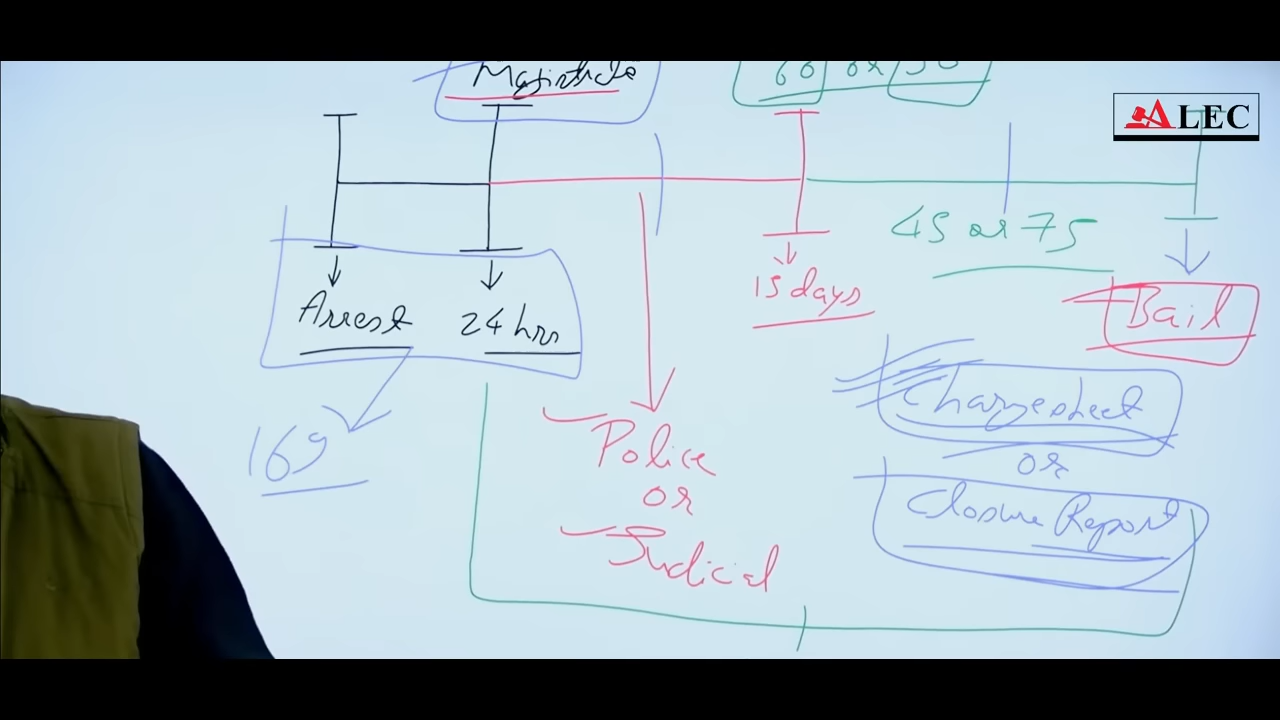 Magistrate
60 or 90
ALEC
45 or 75
15 days
Bail
Arrest 24 hrs
Chargesheet
169
Police
or
or
Closure Report
Judicial